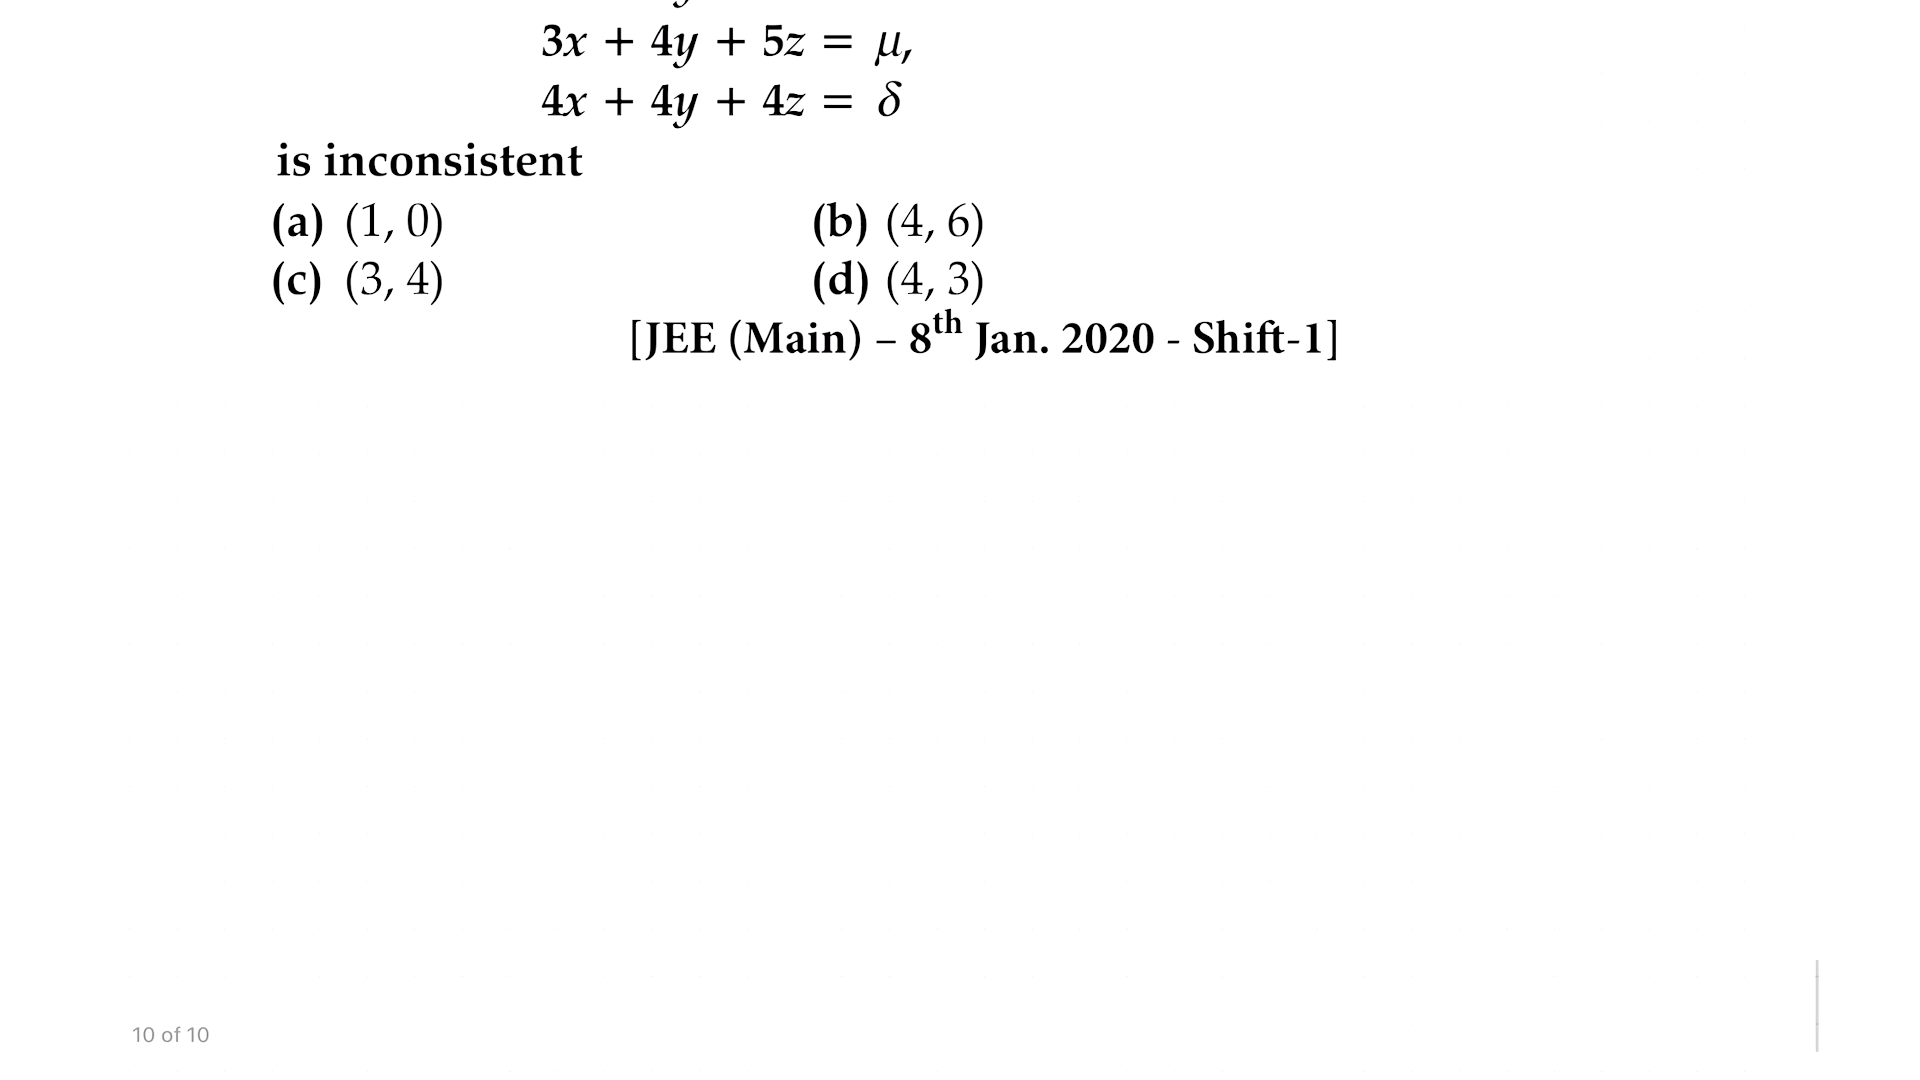 3x + 4y + 5z = μ,
4x + 4y + 4z = δ
is inconsistent
(a) (1, 0) (b) (4, 6)
(c) (3, 4) (d) (4, 3)
[JEE (Main) – 8th Jan. 2020 - Shift-1]
10 of 10